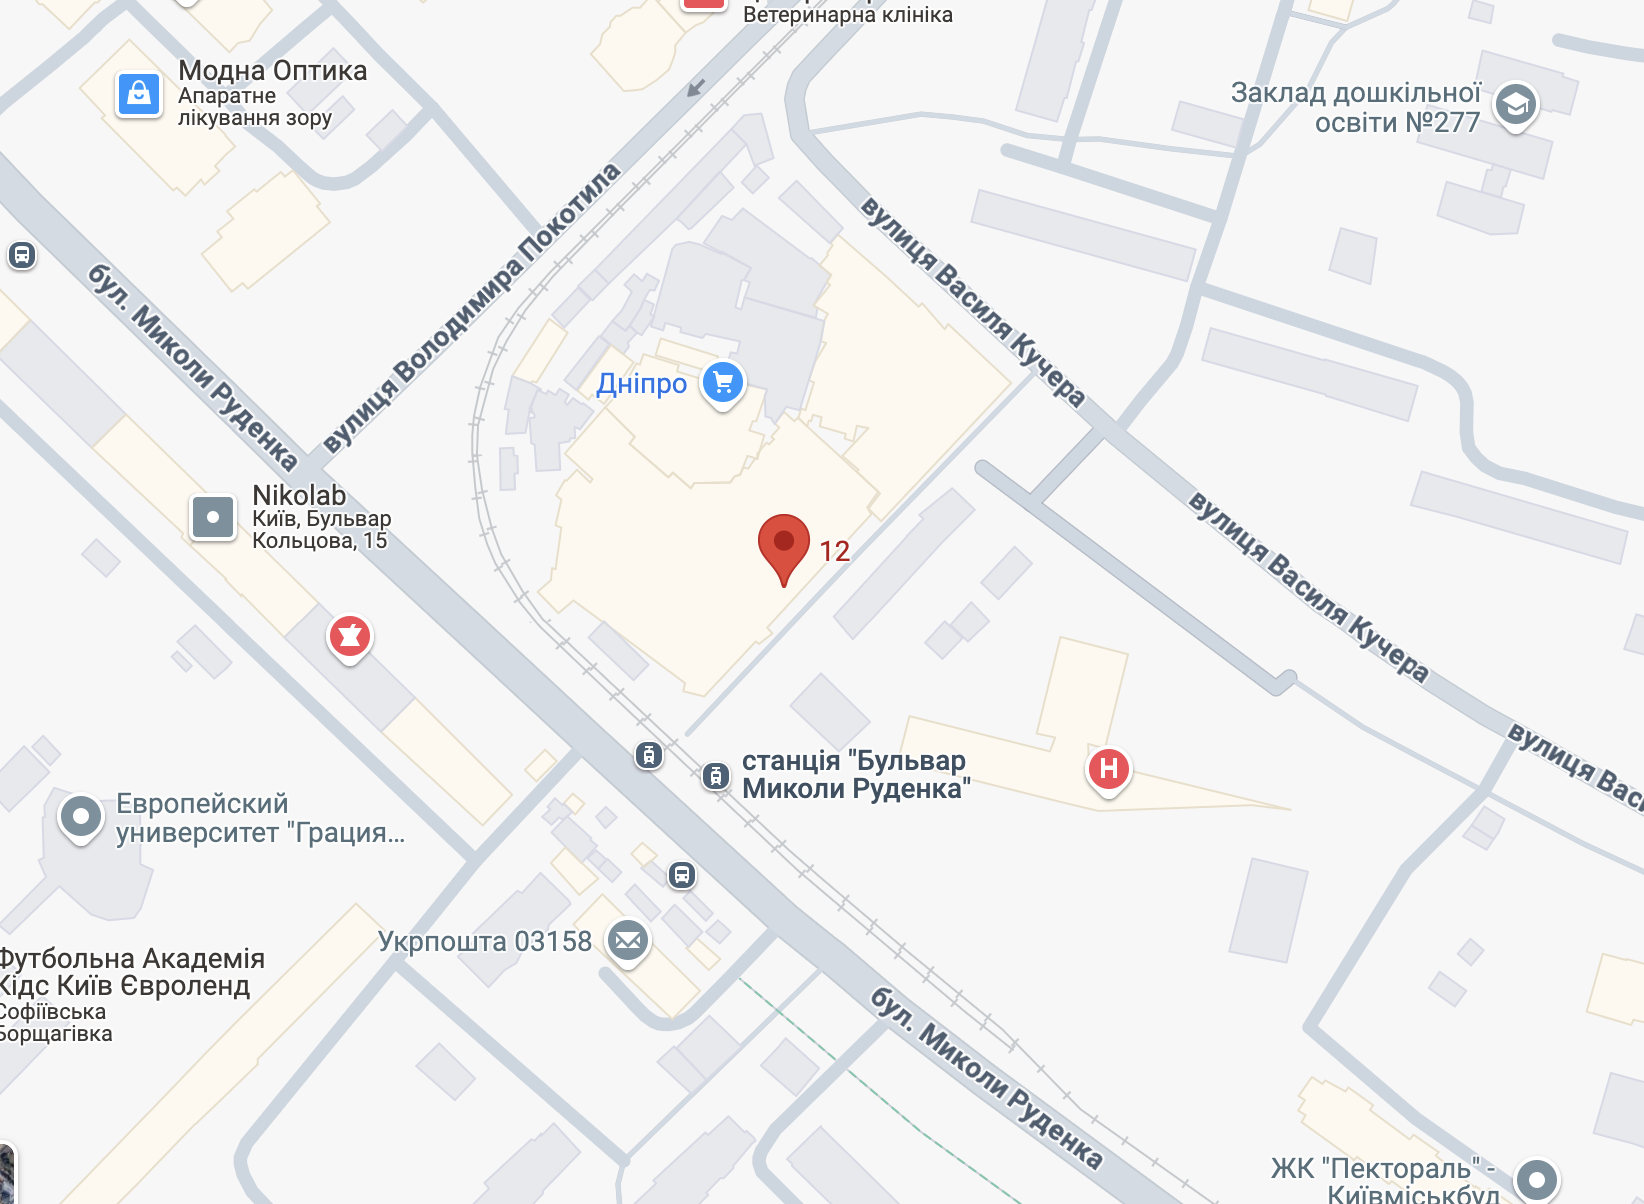 Ветеринарна клініка
Модна Оптика
Апаратне
лікування зору
Заклад дошкільної
освіти №277
вулиця Володимира Покотила
вулиця Василя Кучера
бул. Миколи Руденка
Дніпро
Nikolab
Київ, Бульвар
Кольцова, 15
12
вулиця Василя Кучера
H
вулиця Васи
станція "Бульвар
Миколи Руденка"
Европейский
университет "Грация...
Укрпошта 03158
Футбольна Академія
Кідс Київ Євроленд
Софіївська
Борщагівка
бул. Миколи Руденка
ЖК "Пектораль" -
Київміськбуд